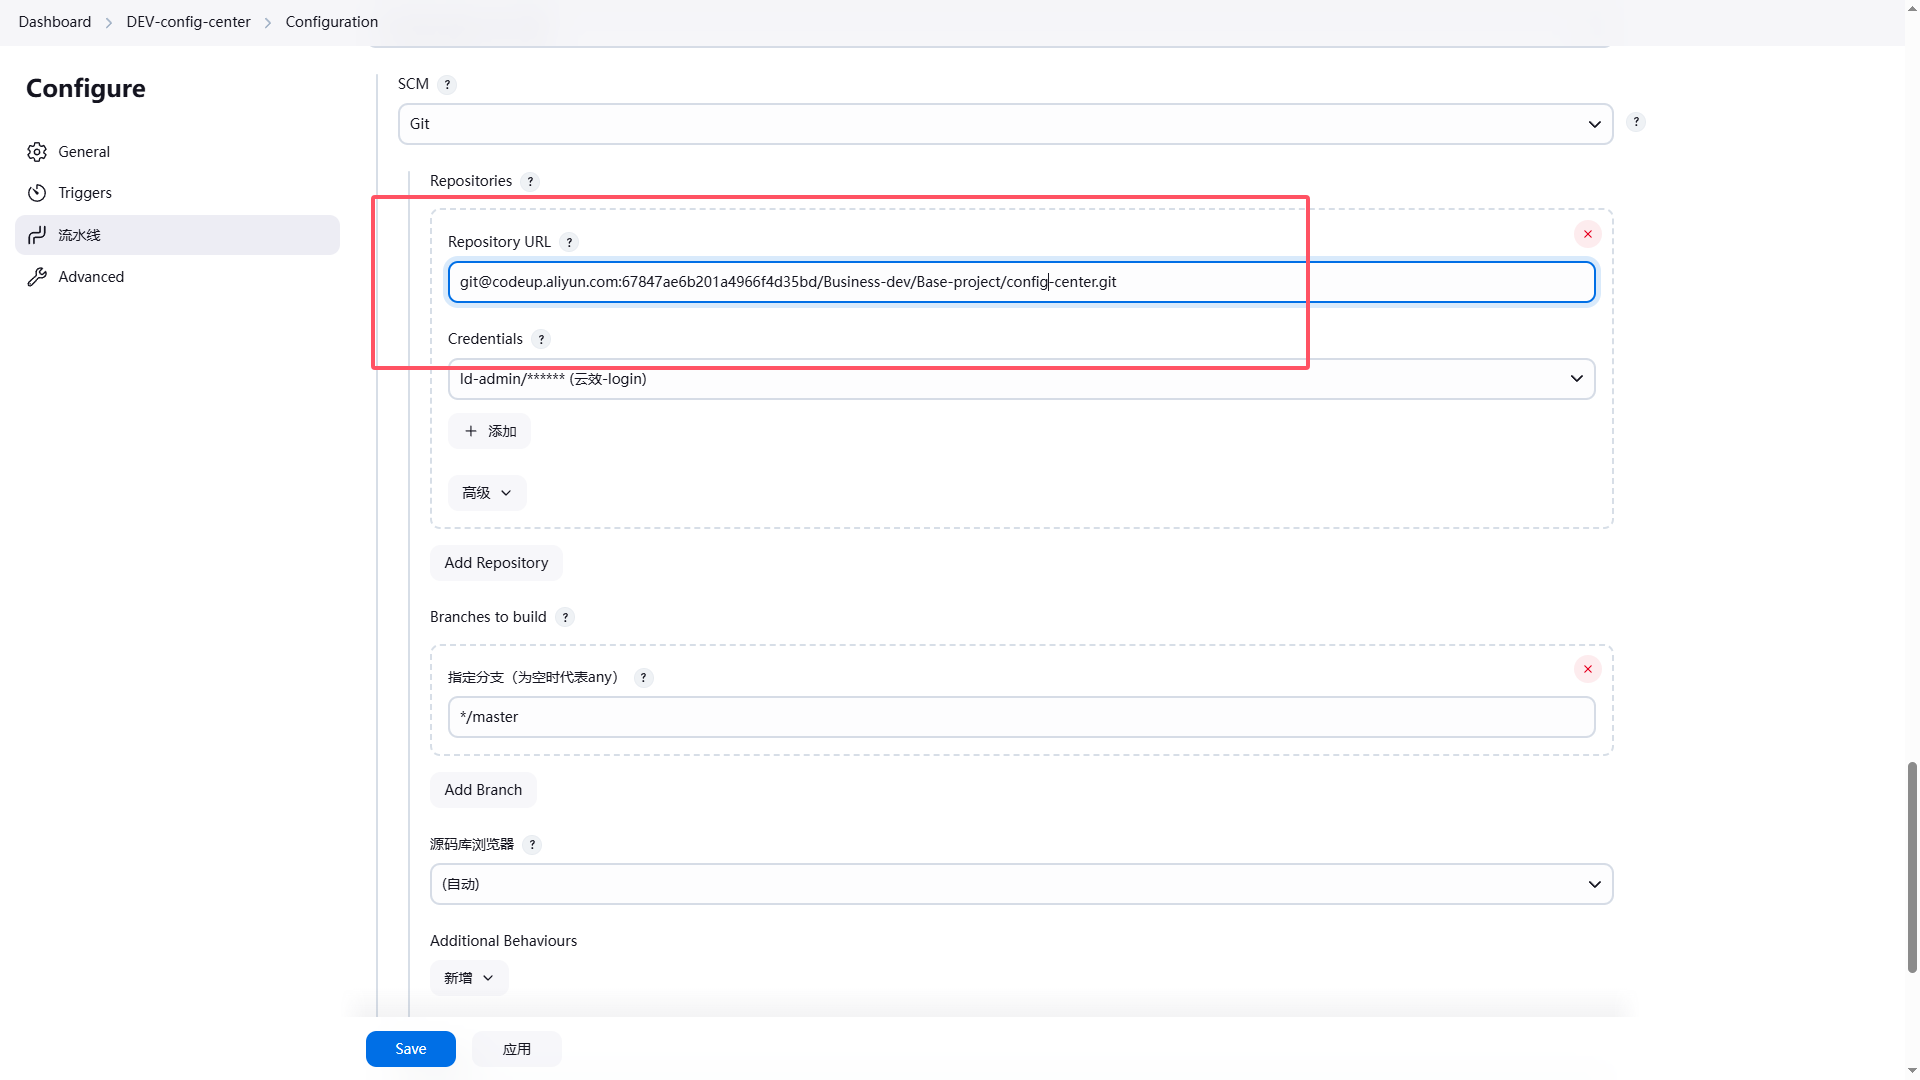 Dashboard > DEV-config-center > Configuration
Configure
General
Triggers
流水线
Advanced
SCM ?
Git
?
Repositories ?
Repository URL ?
git@codeup.aliyun.com:67847ae6b201a4966f4d35bd/Business-dev/Base-project/config-center.git
Credentials ?
ld-admin/****** (云效-login)
+ 添加
高级
Add Repository
Branches to build ?
指定分支（为空时代表any） ?
*/master
Add Branch
源码库浏览器 ?
(自动)
Additional Behaviours
新增
Save
应用